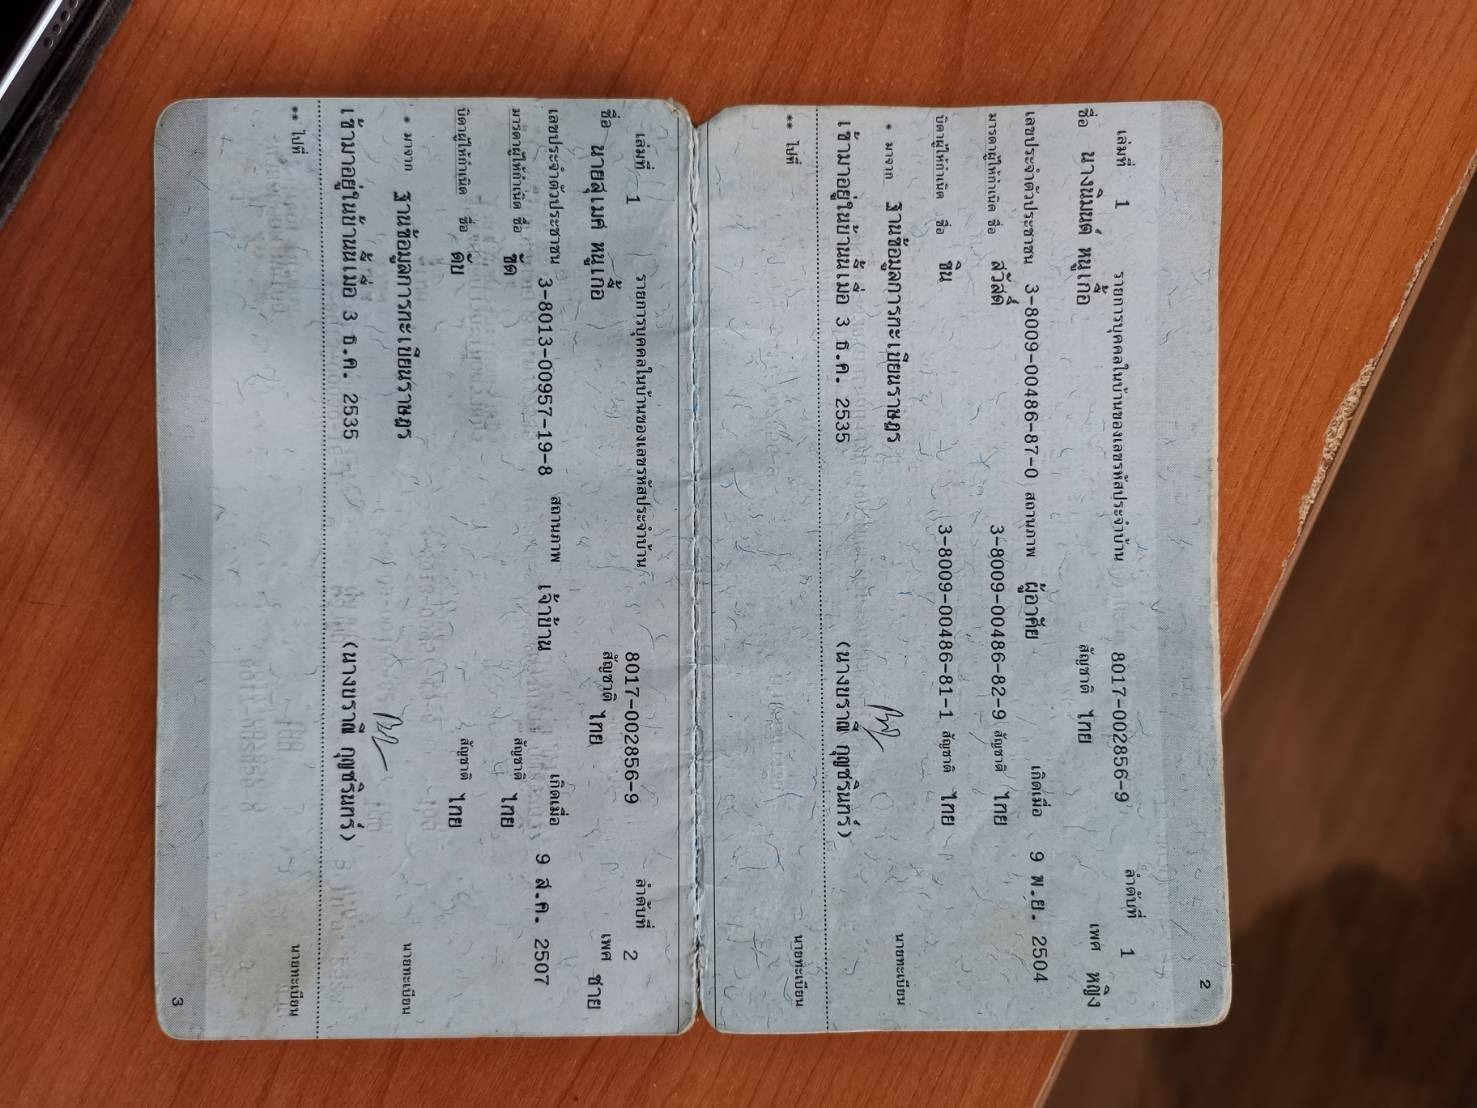 2
เล่มที่ 1 รายการบุคคลในบ้านของเลขรหัสประจำบ้าน 8017-002856-9 ลำดับที่ 1
ชื่อ นางนิมนต์ หนูเกื้อ สัญชาติ ไทย เพศ หญิง
เลขประจำตัวประชาชน 3-8009-00486-87-0 สถานภาพ ผู้อาศัย เกิดเมื่อ 9 พ.ย. 2504
มารดาผู้ให้กำเนิด ชื่อ สวัสดิ์ 3-8009-00486-82-9 สัญชาติ ไทย
บิดาผู้ให้กำเนิด ชื่อ ชิน 3-8009-00486-81-1 สัญชาติ ไทย
* มาจาก ฐานข้อมูลการทะเบียนราษฎร นายทะเบียน
เข้ามาอยู่ในบ้านนี้เมื่อ 3 ธ.ค. 2535 (นางบราลี กุญชรินทร์)
** ไปที่ นายทะเบียน
เล่มที่ 1 รายการบุคคลในบ้านของเลขรหัสประจำบ้าน 8017-002856-9 ลำดับที่ 2
ชื่อ นายสุเมศ หนูเกื้อ สัญชาติ ไทย เพศ ชาย
เลขประจำตัวประชาชน 3-8013-00957-19-8 สถานภาพ เจ้าบ้าน เกิดเมื่อ 9 ส.ค. 2507
มารดาผู้ให้กำเนิด ชื่อ ชัด สัญชาติ ไทย
บิดาผู้ให้กำเนิด ชื่อ ดับ สัญชาติ ไทย
* มาจาก ฐานข้อมูลการทะเบียนราษฎร นายทะเบียน
เข้ามาอยู่ในบ้านนี้เมื่อ 3 ธ.ค. 2535 (นางบราลี กุญชรินทร์)
** ไปที่ นายทะเบียน
3